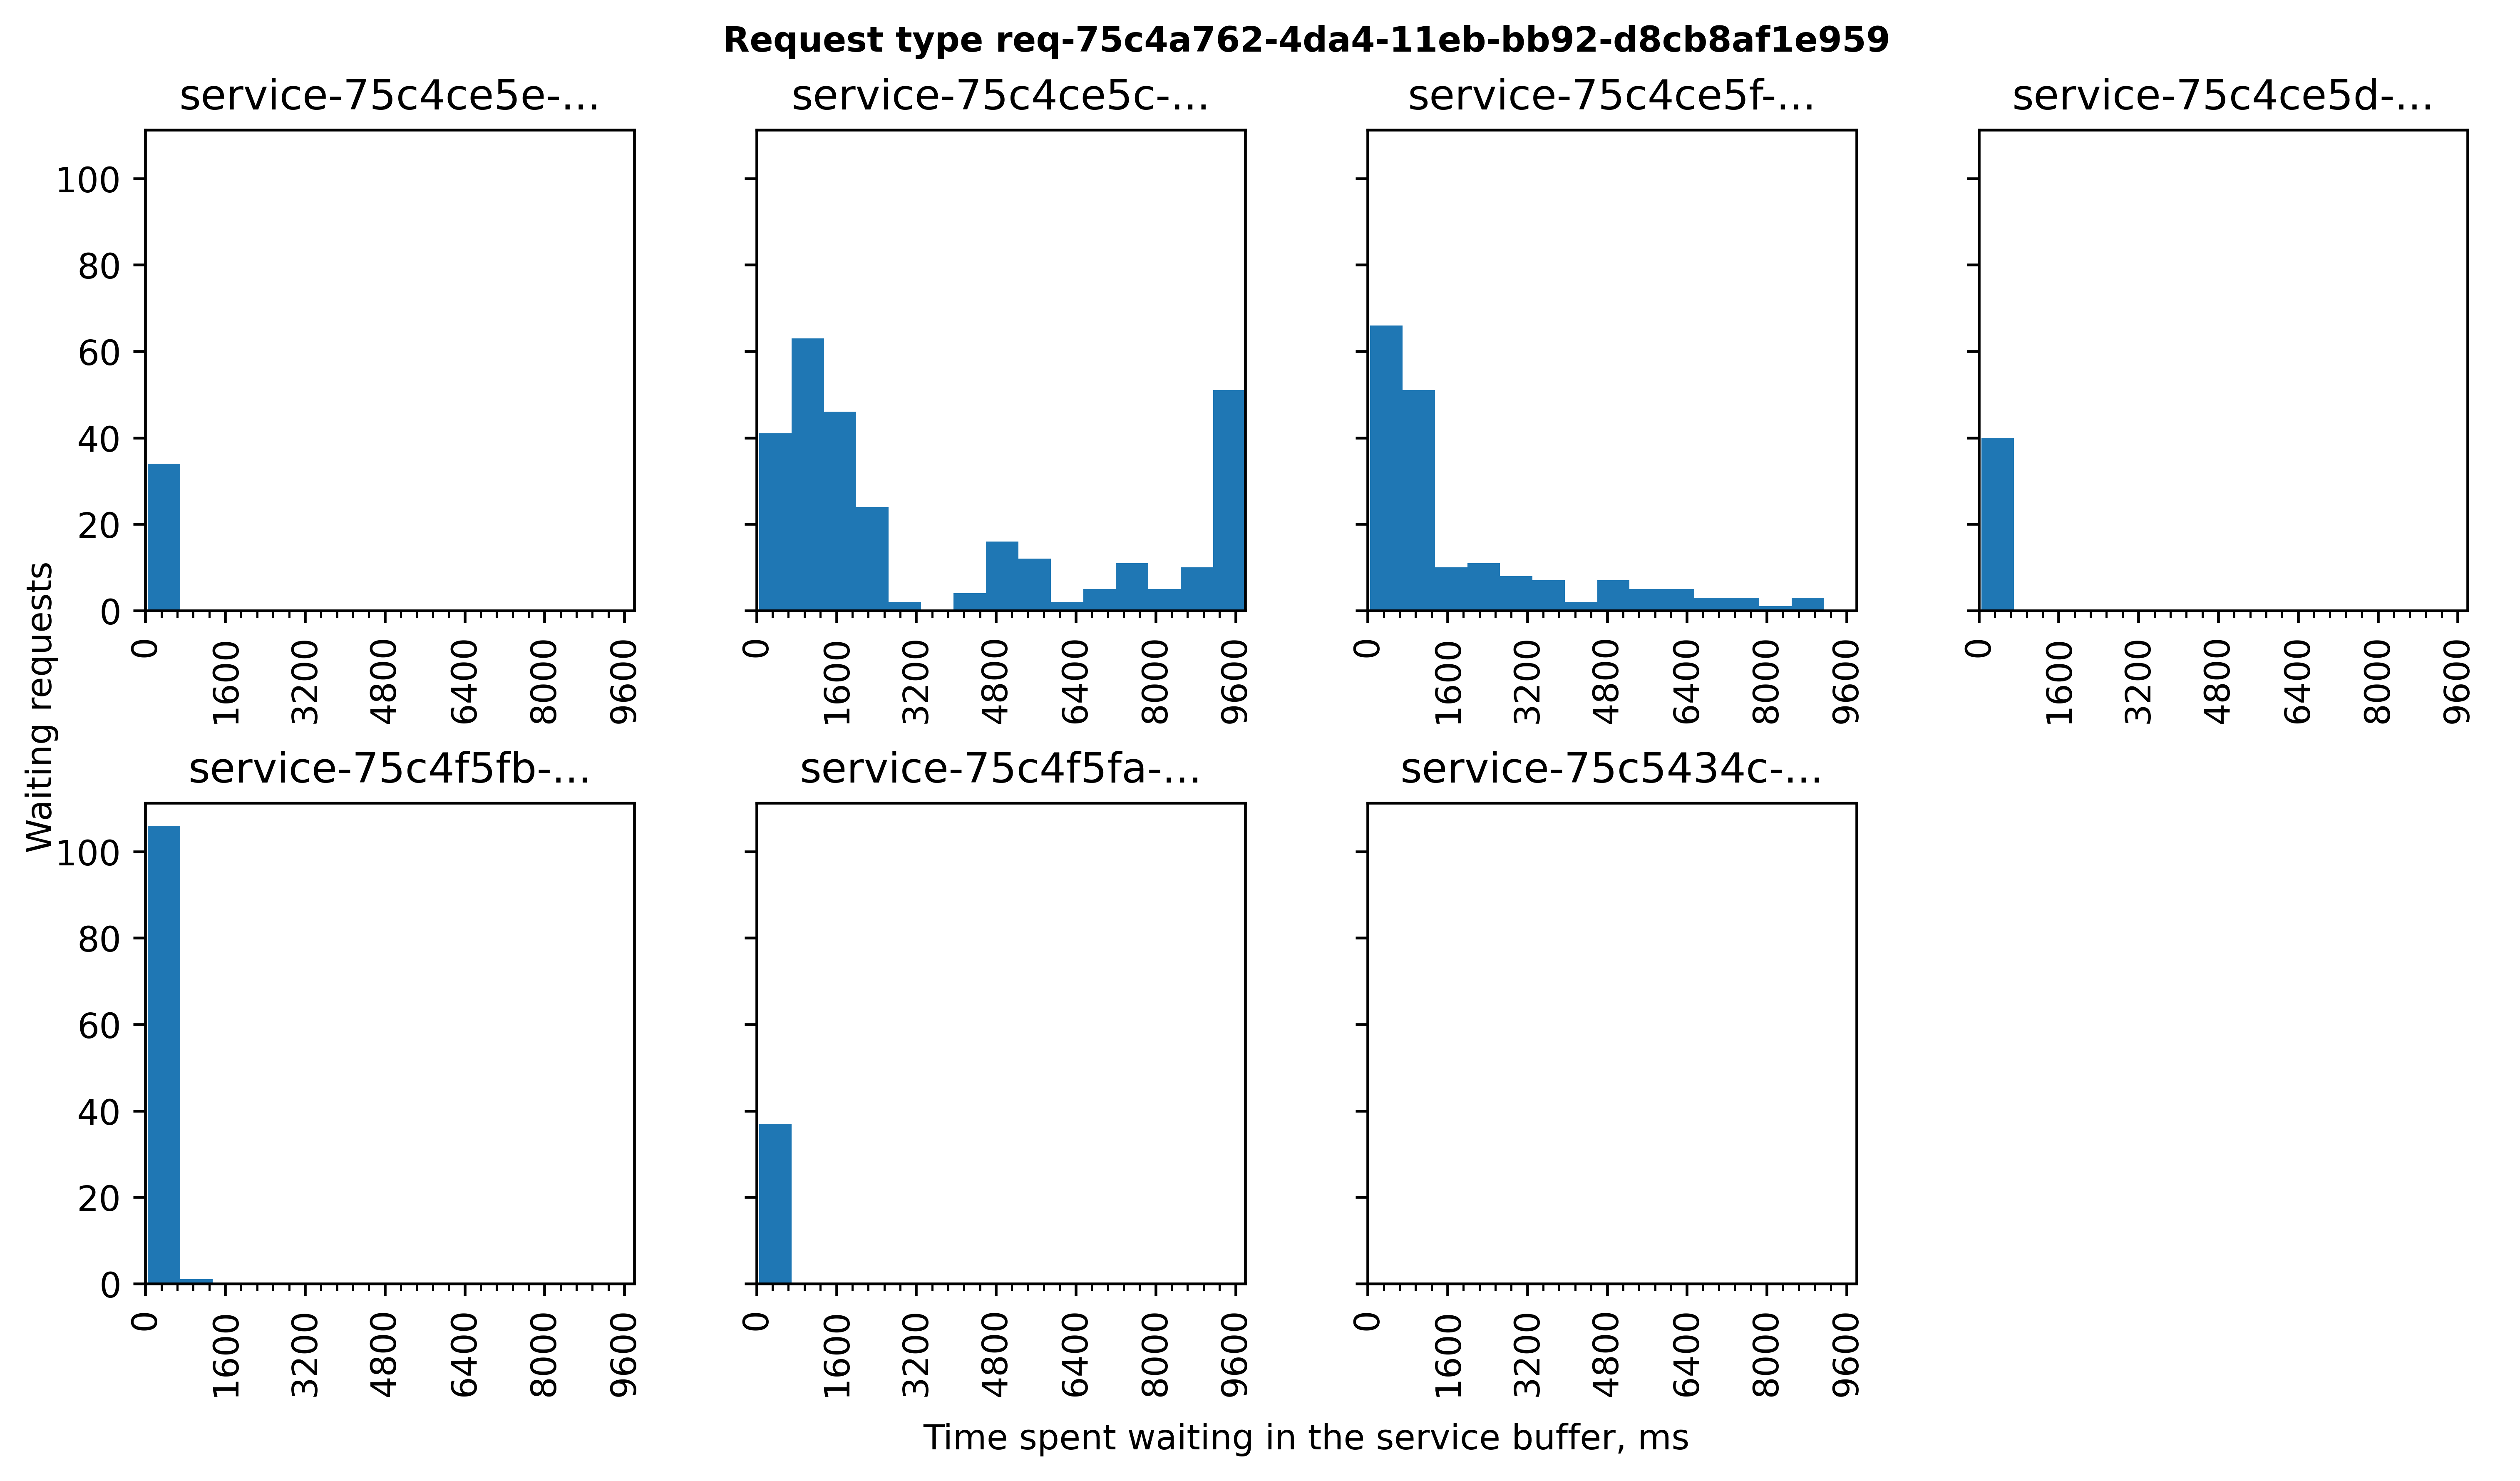 Request type req-75c4a762-4da4-11eb-bb92-d8cb8af1e959
service-75c4ce5e-...
service-75c4ce5c-...
service-75c4ce5f-...
service-75c4ce5d-...
100
80
60
40
20
0
0 1600 3200 4800 6400 8000 9600
0 1600 3200 4800 6400 8000 9600
0 1600 3200 4800 6400 8000 9600
0 1600 3200 4800 6400 8000 9600
Waiting requests
service-75c4f5fb-...
service-75c4f5fa-...
service-75c5434c-...
100
80
60
40
20
0
0 1600 3200 4800 6400 8000 9600
0 1600 3200 4800 6400 8000 9600
0 1600 3200 4800 6400 8000 9600
Time spent waiting in the service buffer, ms